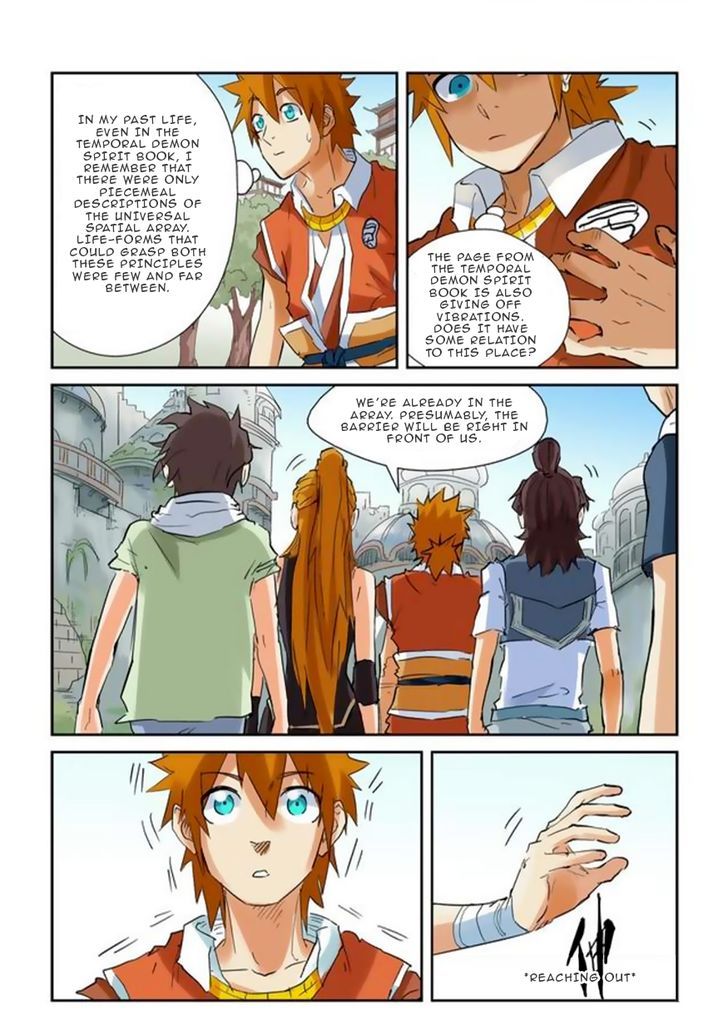 IN MY PAST LIFE,
EVEN IN THE
TEMPORAL DEMON
SPIRIT BOOK, I
REMEMBER THAT
THERE WERE ONLY
PIECEMEAL
DESCRIPTIONS
OF THE
UNIVERSAL
SPATIAL ARRAY.
LIFE-FORMS THAT
COULD GRASP BOTH
THESE PRINCIPLES
WERE FEW AND FAR
BETWEEN.
THE PAGE FROM
THE TEMPORAL
DEMON SPIRIT
BOOK IS ALSO
GIVING OFF
VIBRATIONS.
DOES IT HAVE
SOME RELATION
TO THIS PLACE?
WE'RE ALREADY IN THE
ARRAY. PRESUMABLY, THE
BARRIER WILL BE RIGHT IN
FRONT OF US.
伸
*REACHING OUT*